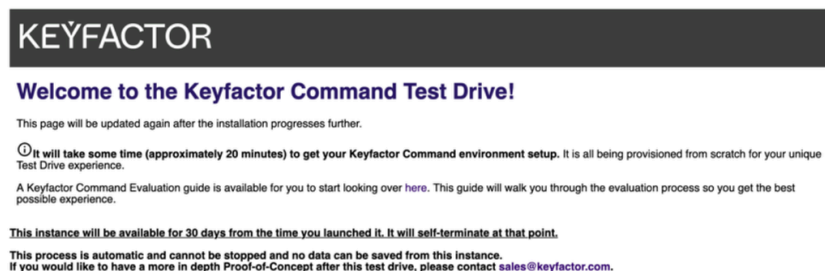 KEYFACTOR
Welcome to the Keyfactor Command Test Drive!
This page will be updated again after the installation progresses further.
It will take some time (approximately 20 minutes) to get your Keyfactor Command environment setup. It is all being provisioned from scratch for your unique
Test Drive experience.
A Keyfactor Command Evaluation guide is available for you to start looking over here. This guide will walk you through the evaluation process so you get the best
possible experience.
This instance will be available for 30 days from the time you launched it. It will self-terminate at that point.
This process is automatic and cannot be stopped and no data can be saved from this instance.
If you would like to have a more in depth Proof-of-Concept after this test drive, please contact sales@keyfactor.com.